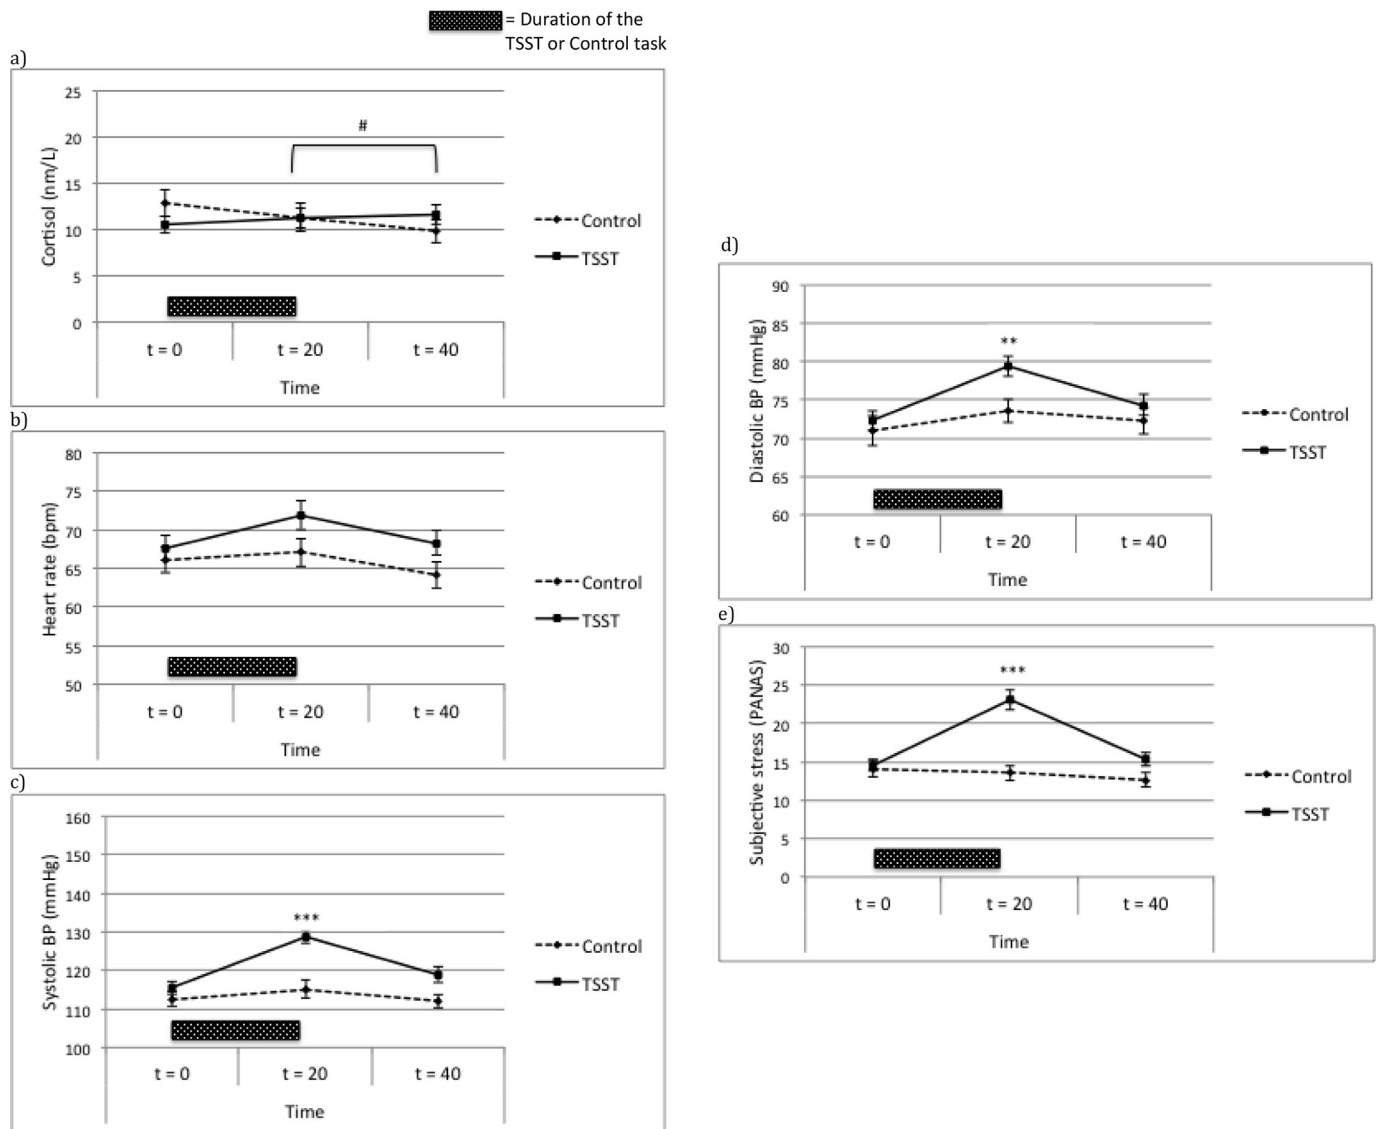 = Duration of the
TSST or Control task
a)
25
20
15
10
5
0
Cortisol (nm/L)
#
t = 0
t = 20
t = 40
Time
Control
TSST
b)
80
75
70
65
60
55
50
Heart rate (bpm)
t = 0
t = 20
t = 40
Time
Control
TSST
c)
160
150
140
130
120
110
100
Systolic BP (mmHg)
***
t = 0
t = 20
t = 40
Time
Control
TSST
d)
90
85
80
75
70
65
60
Diastolic BP (mmHg)
**
t = 0
t = 20
t = 40
Time
Control
TSST
e)
30
25
20
15
10
5
0
Subjective stress (PANAS)
***
t = 0
t = 20
t = 40
Time
Control
TSST